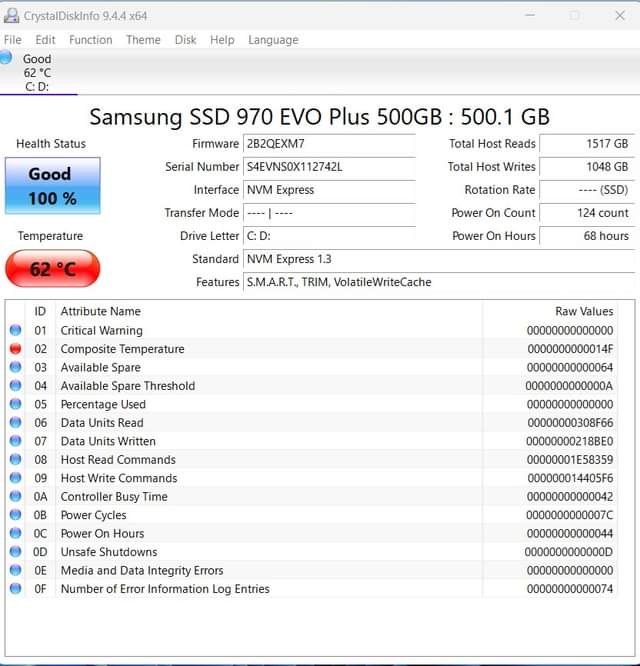 CrystalDiskInfo 9.4.4 x64
File Edit Function Theme Disk Help Language
Good
62 °C
C: D:
Samsung SSD 970 EVO Plus 500GB : 500.1 GB
Health Status
Good
100 %
Temperature
62 °C
Firmware 2B2QEXM7
Serial Number S4EVNS0X112742L
Interface NVM Express
Transfer Mode ---- | ----
Drive Letter C: D:
Standard NVM Express 1.3
Features S.M.A.R.T., TRIM, VolatileWriteCache
Total Host Reads 1517 GB
Total Host Writes 1048 GB
Rotation Rate ---- (SSD)
Power On Count 124 count
Power On Hours 68 hours
ID Attribute Name Raw Values
01 Critical Warning 00000000000000
02 Composite Temperature 0000000000014F
03 Available Spare 00000000000064
04 Available Spare Threshold 0000000000000A
05 Percentage Used 00000000000000
06 Data Units Read 00000000308F66
07 Data Units Written 00000000218BE0
08 Host Read Commands 00000001E58359
09 Host Write Commands 000000014405F6
0A Controller Busy Time 00000000000042
0B Power Cycles 0000000000007C
0C Power On Hours 00000000000044
0D Unsafe Shutdowns 0000000000000D
0E Media and Data Integrity Errors 00000000000000
0F Number of Error Information Log Entries 00000000000074